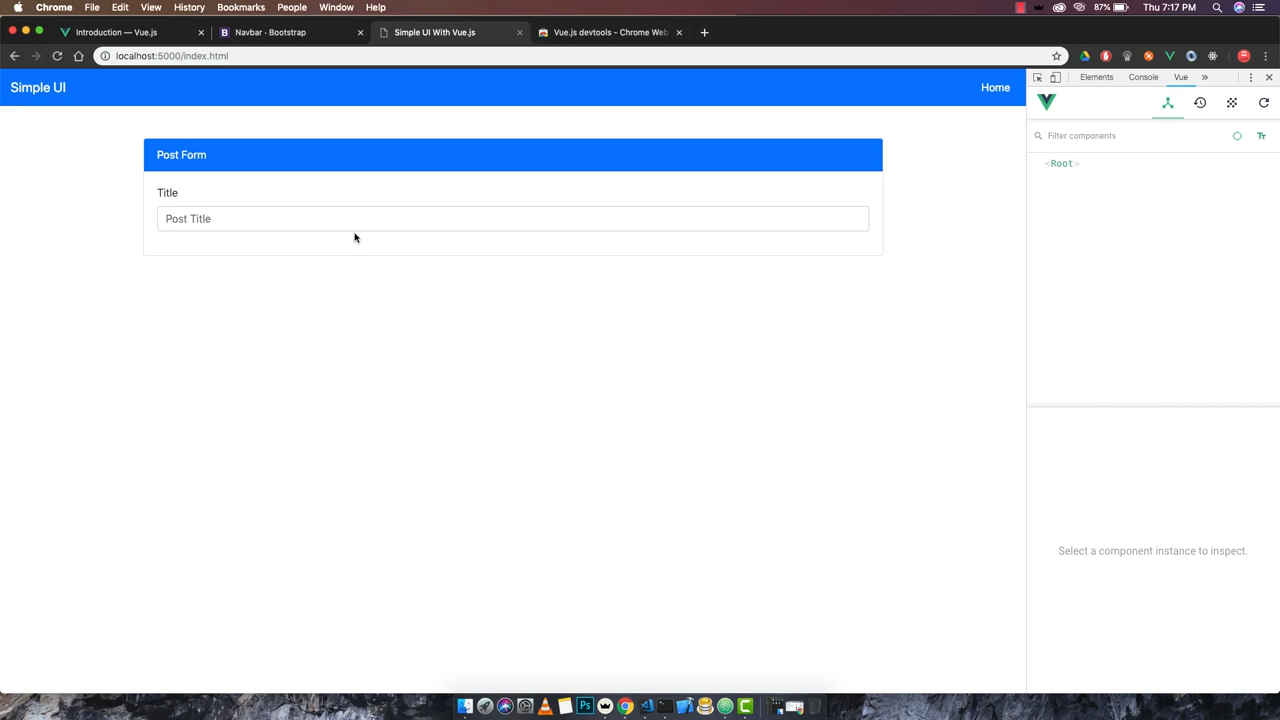 Chrome File Edit View History Bookmarks People Window Help 87% Thu 7:17 PM
Introduction — Vue.js
Navbar · Bootstrap
Simple UI With Vue.js
Vue.js devtools - Chrome Web
localhost:5000/index.html
Simple UI
Home
Elements Console Vue
Filter components
<Root>
Post Form
Title
Post Title
Select a component instance to inspect.